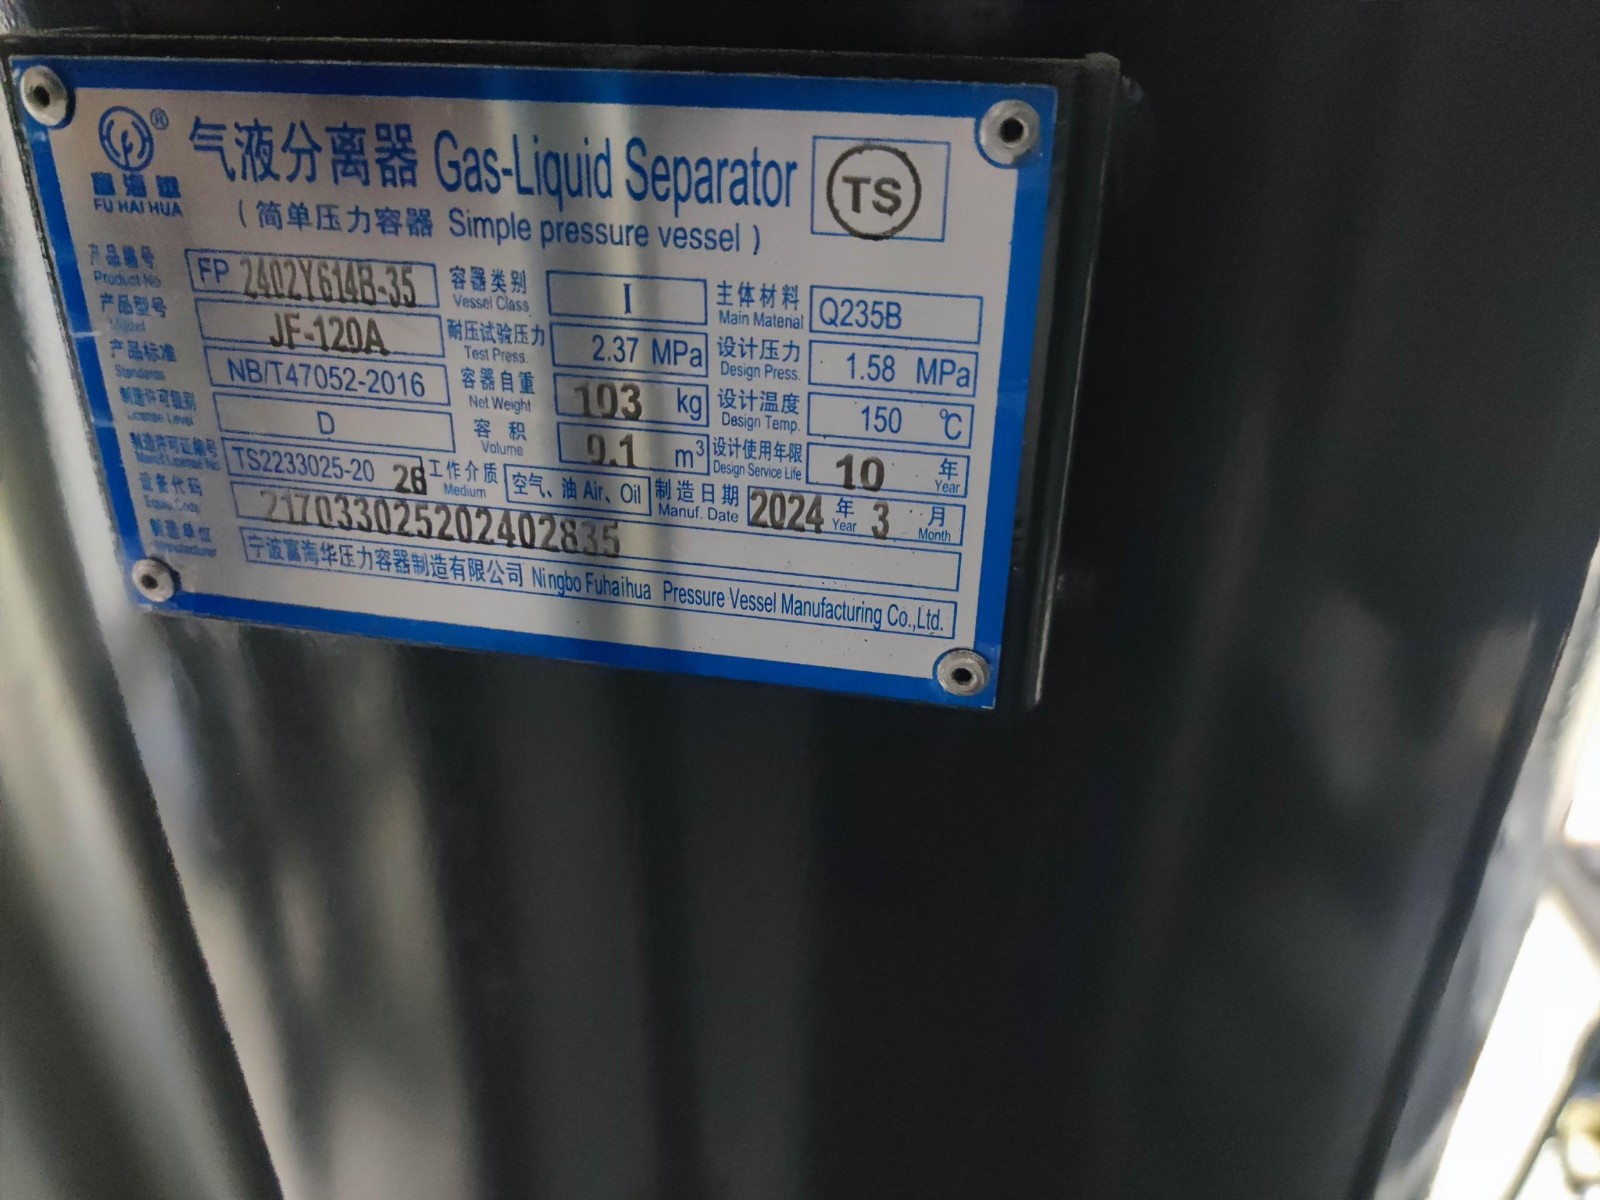 ®
富海华
FU HAI HUA
气液分离器 Gas-Liquid Separator
TS
(简单压力容器 Simple pressure vessel)
产品编号 Product No FP 2402Y614B-35
容器类别 Vessel Class I
主体材料 Main Material Q235B
产品型号 Model JF-120A
耐压试验压力 Test Press. 2.37 MPa
设计压力 Design Press. 1.58 MPa
产品标准 Standards NB/T47052-2016
容器自重 Net Weight 103 kg
设计温度 Design Temp. 150 ℃
制造许可级别 License Level D
容积 Volume 0.1 m³
设计使用年限 Design Service Life 10 年 Year
制造许可证编号 Manuf.License No TS2233025-20 26
工作介质 Medium 空气、油 Air、Oil
制造日期 Manuf. Date 2024 年 Year 3 月 Month
设备代码 Equip.Code 217033025202402835
制造单位 Manufacturer 宁波富海华压力容器制造有限公司 Ningbo Fuhaihua Pressure Vessel Manufacturing Co.,Ltd.